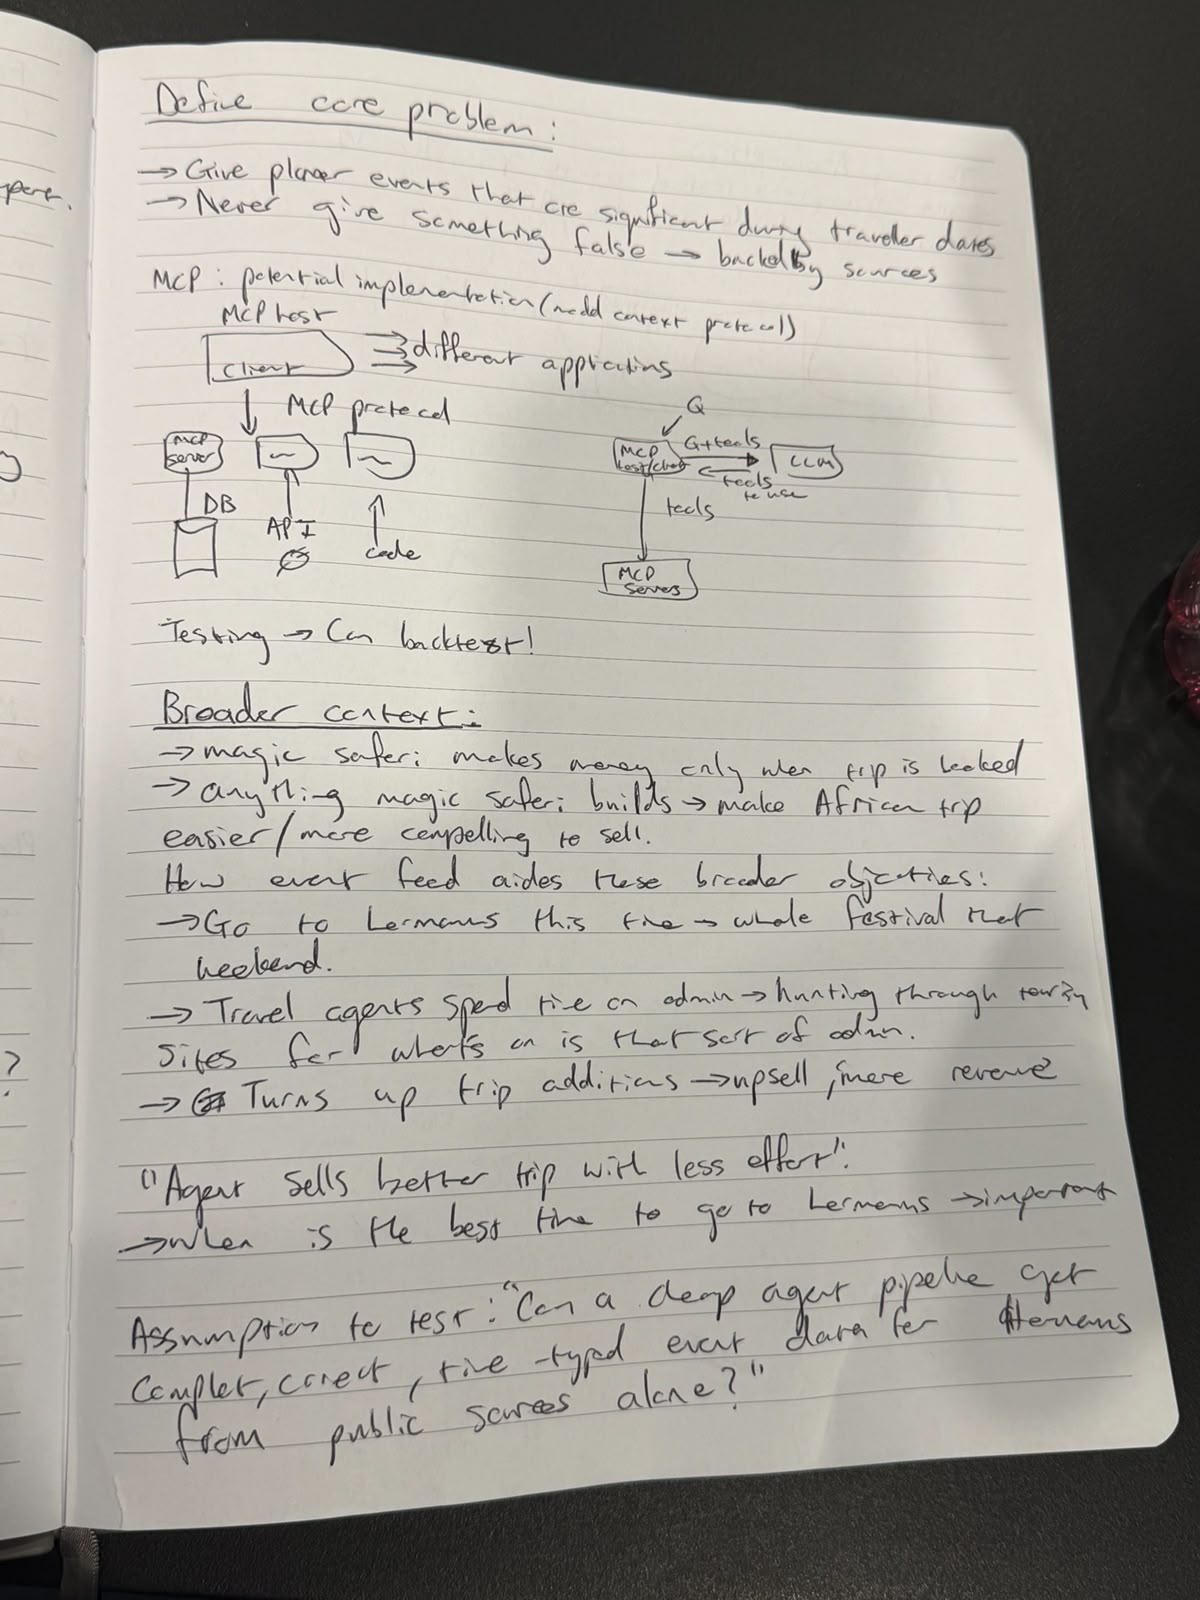 per.
?
Define core problem:
→ Give planner events that are significant during traveller dates
→ Never give something false → backed by sources
MCP: potential implementation (model context protocol)
MCP host
client
different applications
MCP protocol
MCP server
DB
API
code
Q
MCP host/client
Q+tools
LLM
tools to use
tools
MCP servers
Testing → Can backtest!
Broader context:
→ magic safari: makes money only when trip is booked
→ anything magic safari builds → make African trip
easier/more compelling to sell.
How event feed aides these broader objectives:
→ Go to Hermanus this time → whole festival that
weekend.
→ Travel agents spend time on admin → hunting through tourism
sites for what's on is that sort of admin.
→ Turns up trip additions → upsell, more revenue
"Agent sells better trip with less effort".
→ when is the best time to go to Hermanus → important
Assumption to test: "Can a cheap agent pipeline get
complete, correct, time-typed event data for Hermanus
from public sources alone?"